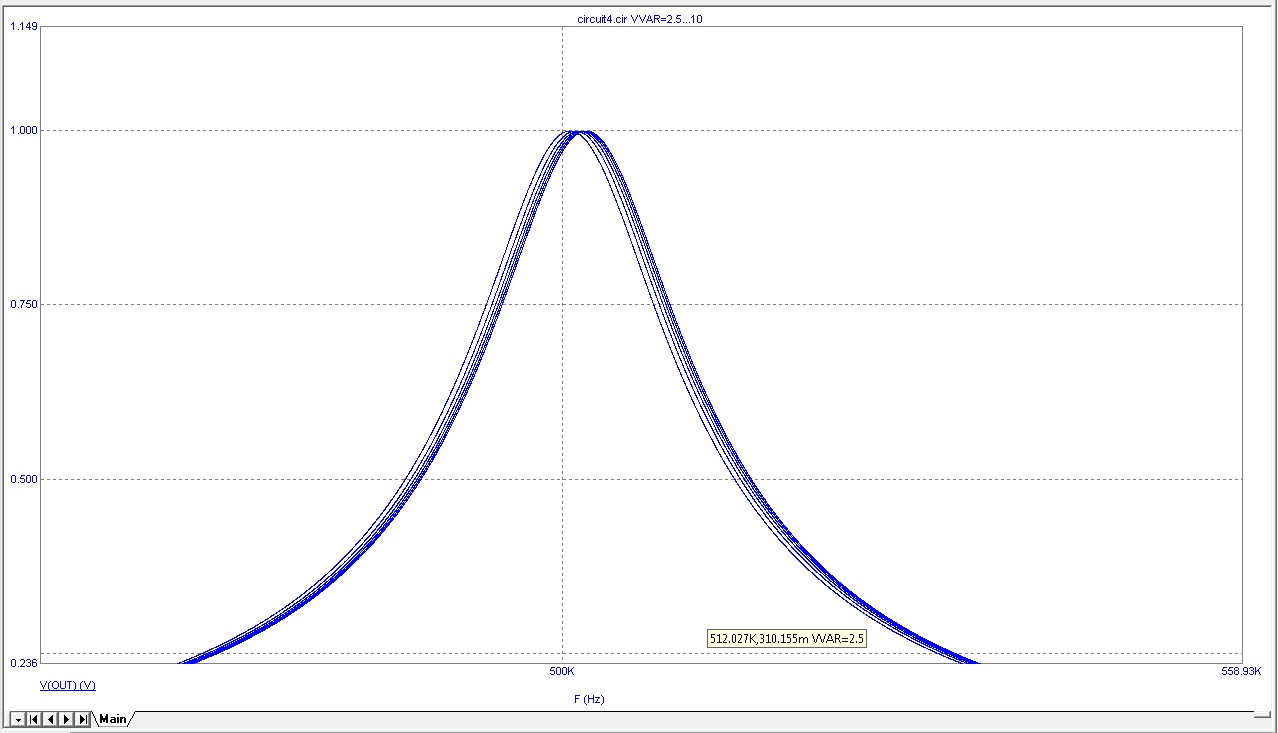 circuit4.cir VVAR=2.5...10
1.149
1.000
0.750
0.500
512.027K,310.155m VVAR=2.5
0.236
500K
558.93K
V(OUT) (V)
F (Hz)
Main